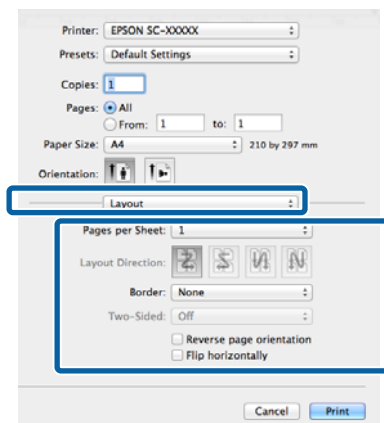 Printer: EPSON SC-XXXXX
Presets: Default Settings
Copies: 1
Pages: All
From: 1 to: 1
Paper Size: A4 210 by 297 mm
Orientation:
Layout
Pages per Sheet: 1
Layout Direction:
Border: None
Two-Sided: Off
Reverse page orientation
Flip horizontally
Cancel Print